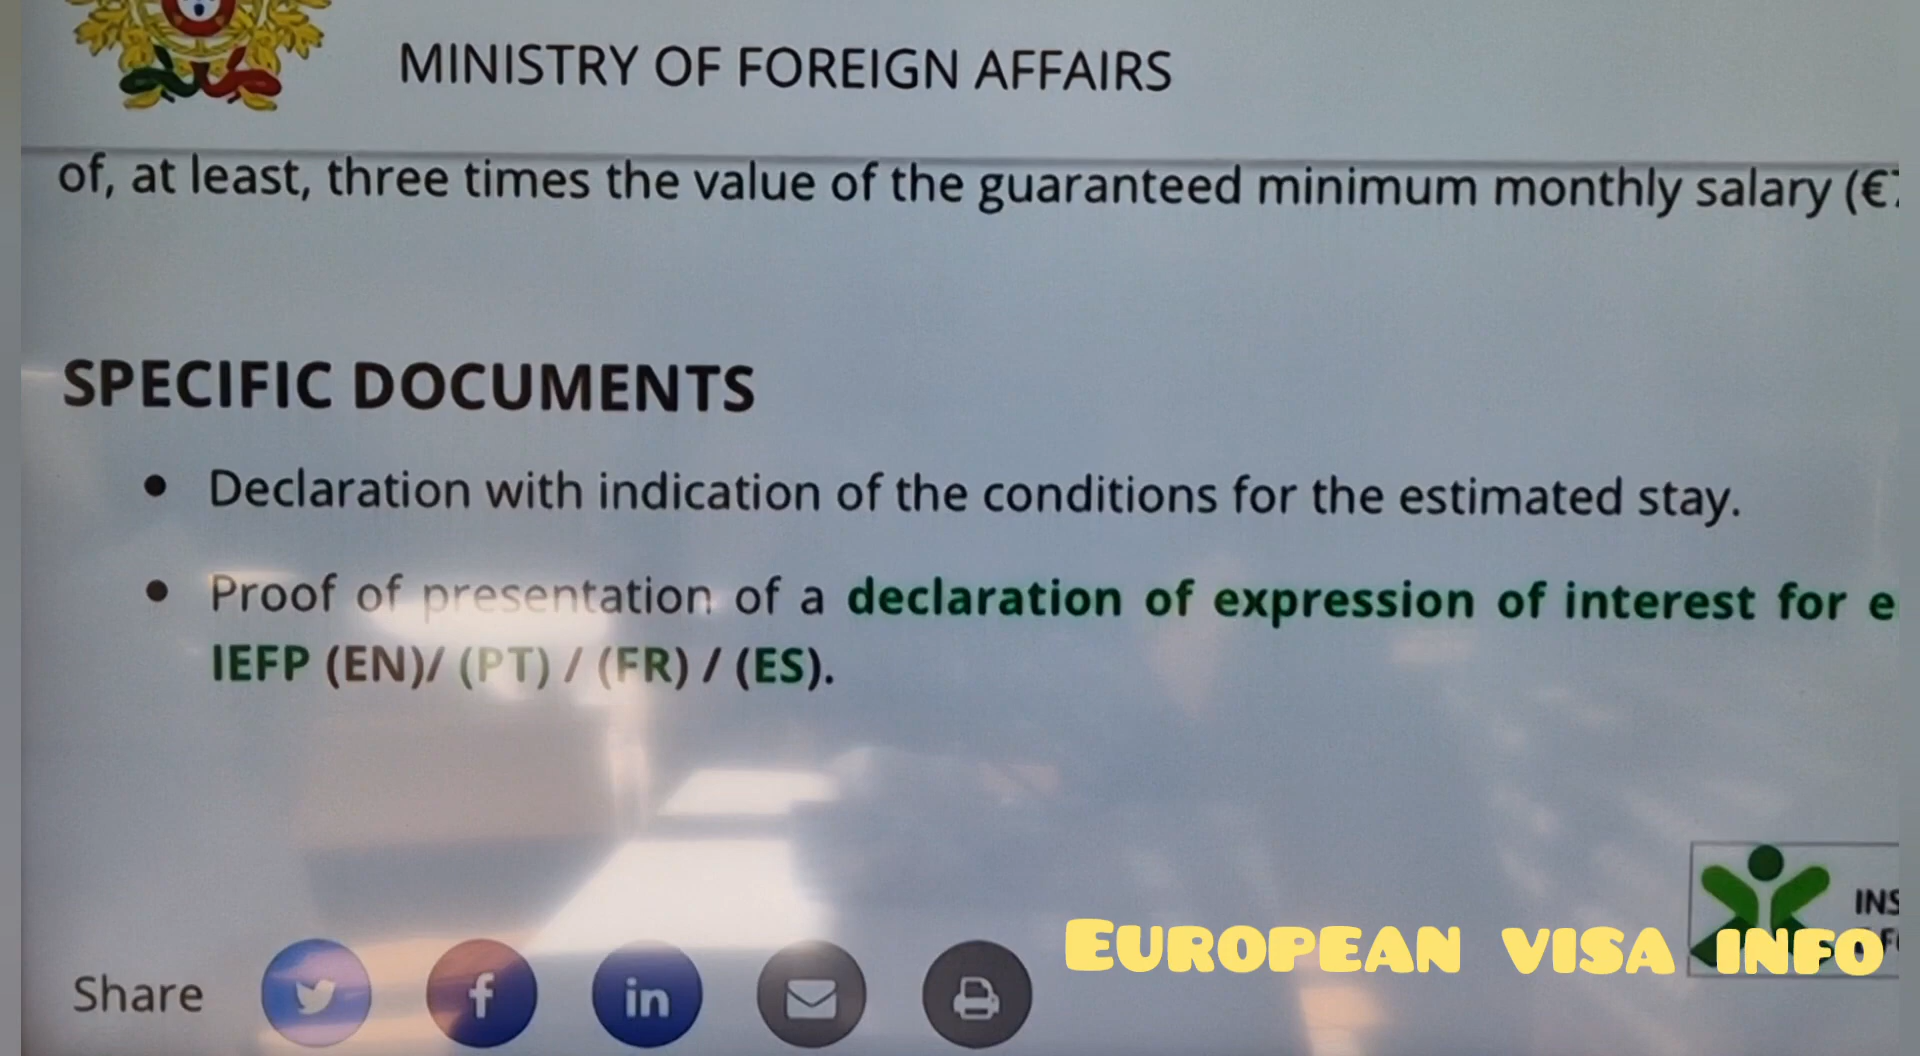 MINISTRY OF FOREIGN AFFAIRS
of, at least, three times the value of the guaranteed minimum monthly salary (€7
SPECIFIC DOCUMENTS
• Declaration with indication of the conditions for the estimated stay.
• Proof of presentation of a declaration of expression of interest for e
IEFP (EN)/ (PT) / (FR) / (ES).
INS
EUROPEAN VISA INFO
Share